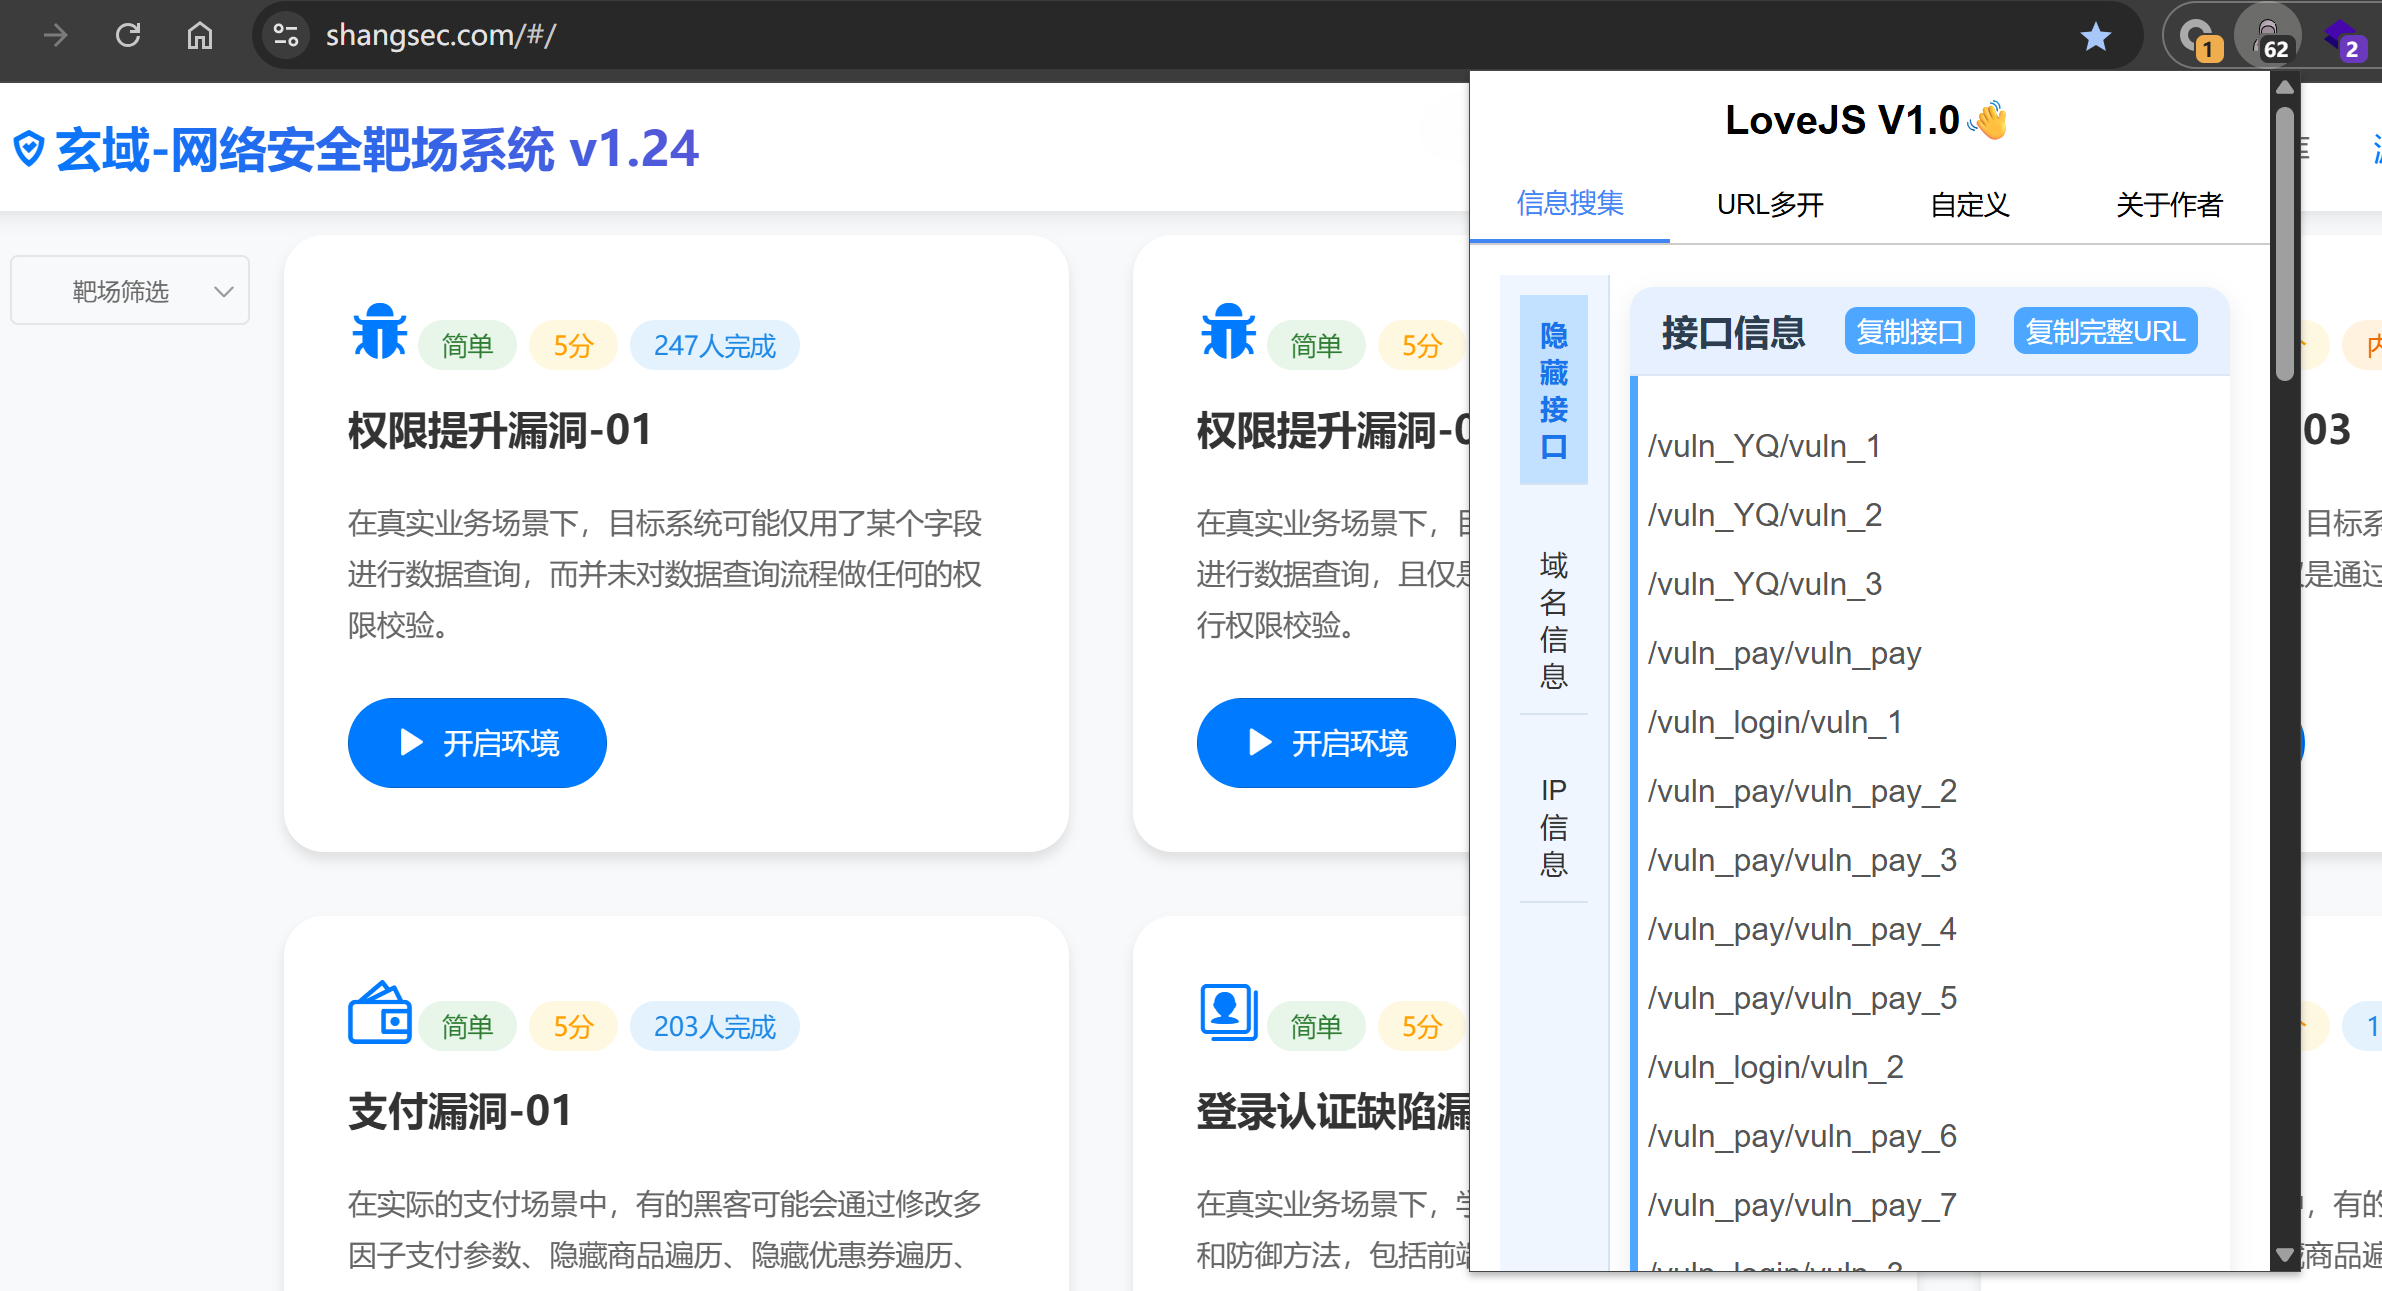 shangsec.com/#/
1
62
2
玄域-网络安全靶场系统 v1.24
靶场筛选
简单
5分
247人完成
权限提升漏洞-01
在真实业务场景下，目标系统可能仅用了某个字段
进行数据查询，而并未对数据查询流程做任何的权
限校验。
开启环境
简单
5分
权限提升漏洞-0
在真实业务场景下，目
进行数据查询，且仅是
行权限校验。
开启环境
03
目标系
是通过
简单
5分
203人完成
支付漏洞-01
在实际的支付场景中，有的黑客可能会通过修改多
因子支付参数、隐藏商品遍历、隐藏优惠券遍历、
简单
5分
登录认证缺陷漏
在真实业务场景下，学
和防御方法，包括前端
1
，有的
商品遍
LoveJS V1.0👋
信息搜集
URL多开
自定义
关于作者
隐藏接口
域名信息
IP信息
接口信息
复制接口
复制完整URL
/vuln_YQ/vuln_1
/vuln_YQ/vuln_2
/vuln_YQ/vuln_3
/vuln_pay/vuln_pay
/vuln_login/vuln_1
/vuln_pay/vuln_pay_2
/vuln_pay/vuln_pay_3
/vuln_pay/vuln_pay_4
/vuln_pay/vuln_pay_5
/vuln_login/vuln_2
/vuln_pay/vuln_pay_6
/vuln_pay/vuln_pay_7
/vuln_login/vuln_3